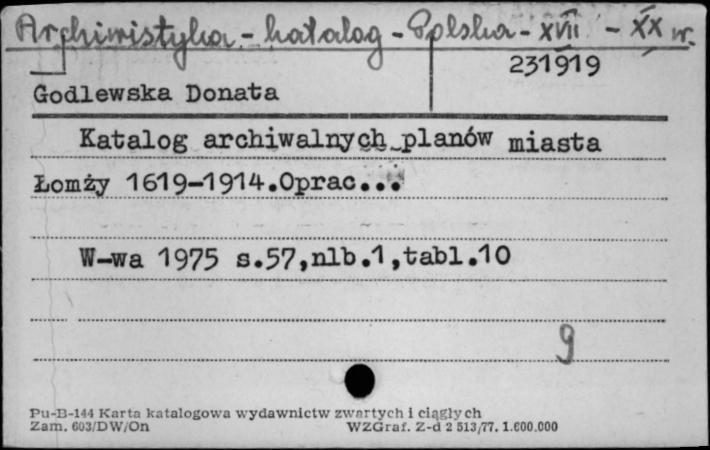 Archiwistyka - katalog - Polska - XVII - XX w.
231919
Godlewska Donata
Katalog archiwalnych planów miasta
Łomży 1619-1914.Oprac...
W-wa 1975 s.57,nlb.1,tabl.10
9
Pu-B-144 Karta katalogowa wydawnictw zwartych i ciągłych
Zam. 603/DW/On WZGraf. Z-d 2 513/77. 1.600.000